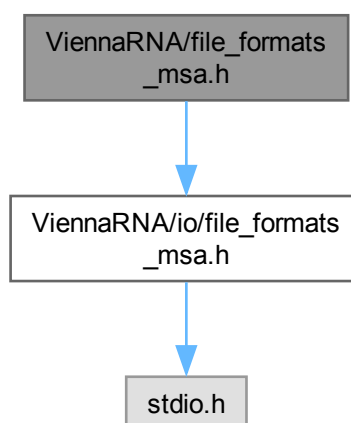 ViennaRNA/file_formats
_msa.h
ViennaRNA/io/file_formats
_msa.h
stdio.h